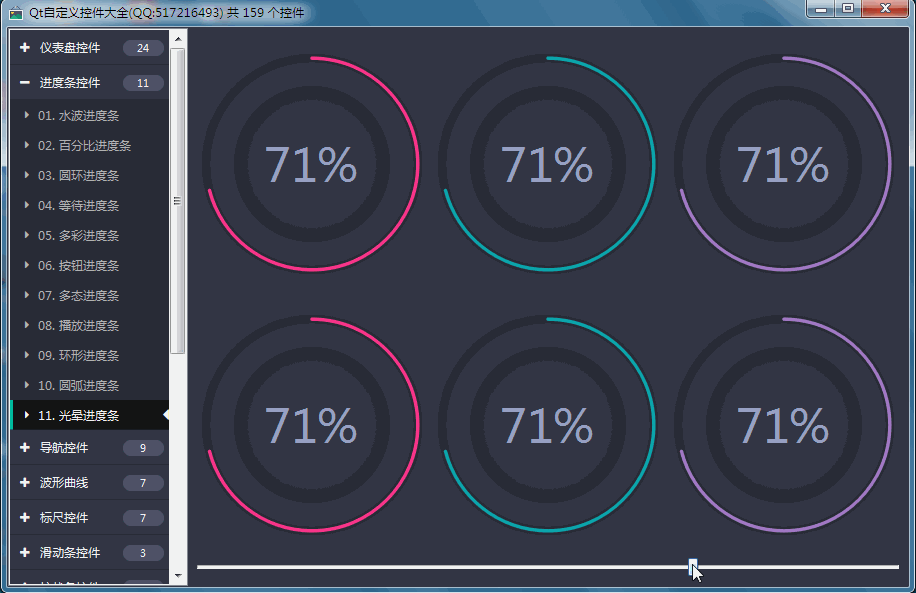 Qt自定义控件大全(QQ:517216493) 共 159 个控件
仪表盘控件 24
进度条控件 11
01. 水波进度条
02. 百分比进度条
03. 圆环进度条
04. 等待进度条
05. 多彩进度条
06. 按钮进度条
07. 多态进度条
08. 播放进度条
09. 环形进度条
10. 圆弧进度条
11. 光晕进度条
导航控件 9
波形曲线 7
标尺控件 7
滑动条控件 3
71% 71% 71%
71% 71% 71%